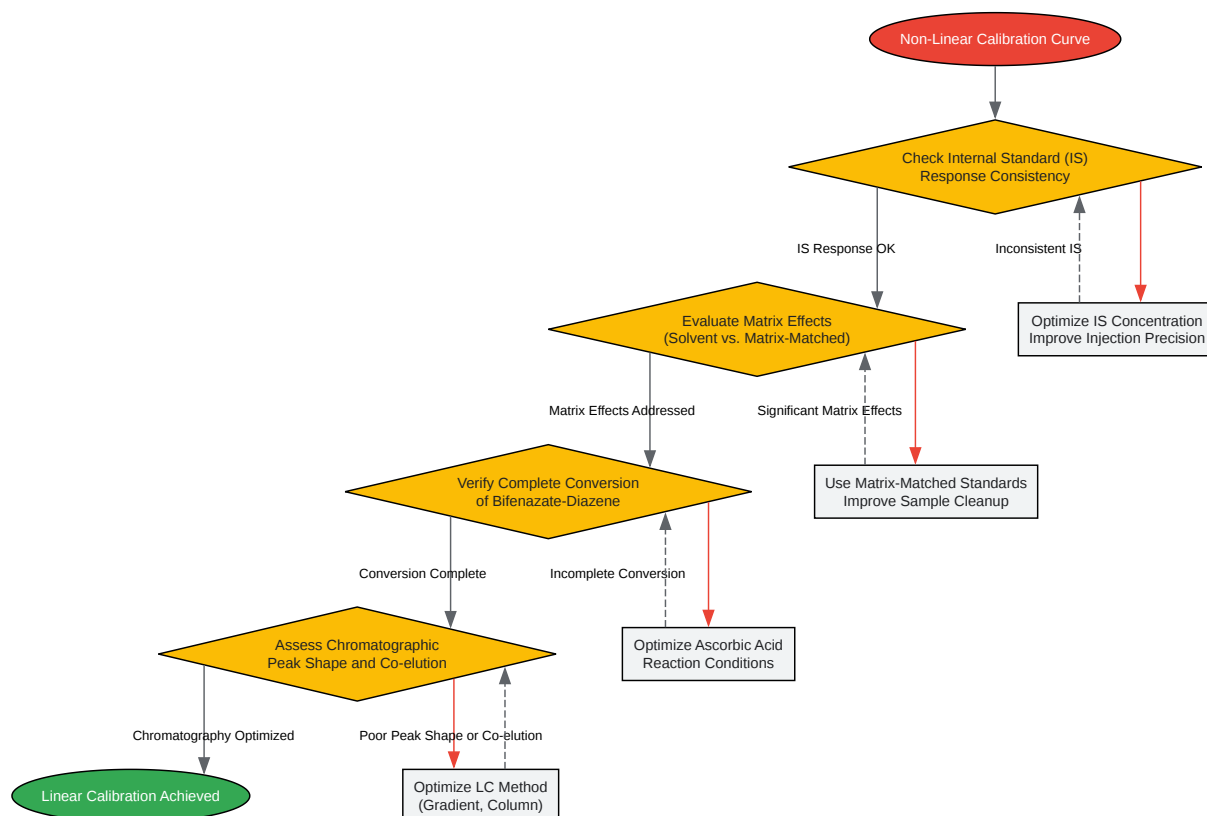 Non-Linear Calibration Curve
Check Internal Standard (IS)
Response Consistency
IS Response OK
Inconsistent IS
Optimize IS Concentration
Improve Injection Precision
Evaluate Matrix Effects
(Solvent vs. Matrix-Matched)
Matrix Effects Addressed
Significant Matrix Effects
Use Matrix-Matched Standards
Improve Sample Cleanup
Verify Complete Conversion
of Bifenazate-Diazene
Conversion Complete
Incomplete Conversion
Optimize Ascorbic Acid
Reaction Conditions
Assess Chromatographic
Peak Shape and Co-elution
Chromatography Optimized
Poor Peak Shape or Co-elution
Linear Calibration Achieved
Optimize LC Method
(Gradient, Column)